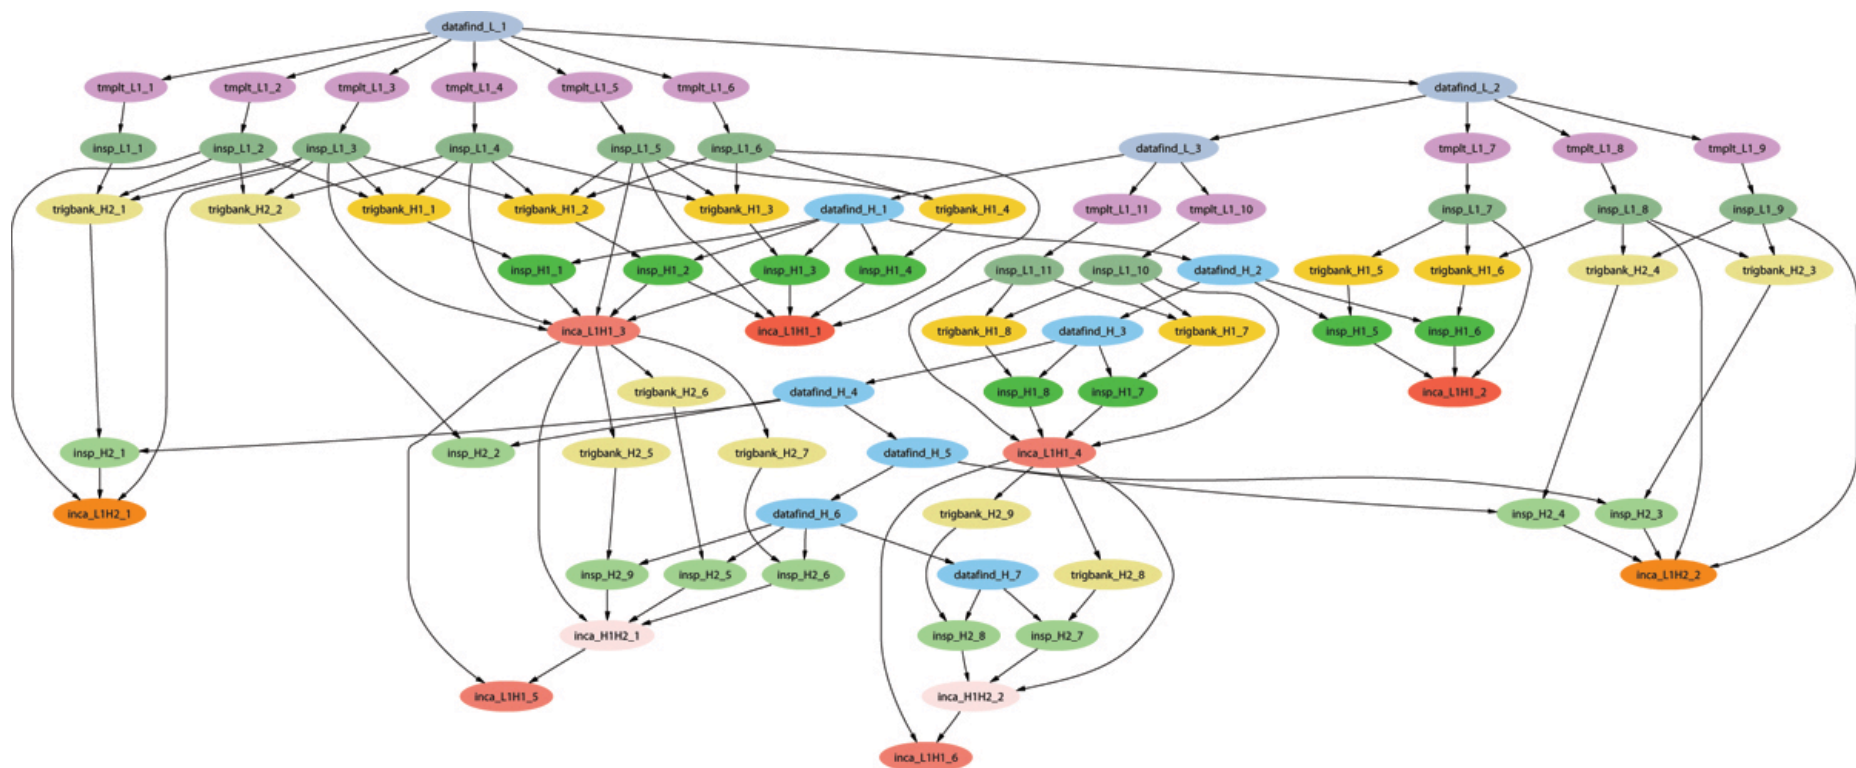 datafind_L_1
tmplt_L1_1 tmplt_L1_2 tmplt_L1_3 tmplt_L1_4 tmplt_L1_5 tmplt_L1_6 datafind_L_2
insp_L1_1 insp_L1_2 insp_L1_3 insp_L1_4 insp_L1_5 insp_L1_6 datafind_L_3 tmplt_L1_7 tmplt_L1_8 tmplt_L1_9
trigbank_H2_1 trigbank_H2_2 trigbank_H1_1 trigbank_H1_2 trigbank_H1_3 datafind_H_1 trigbank_H1_4 tmplt_L1_11 tmplt_L1_10 insp_L1_7 insp_L1_8 insp_L1_9
insp_H1_1 insp_H1_2 insp_H1_3 insp_H1_4 insp_L1_11 insp_L1_10 datafind_H_2 trigbank_H1_5 trigbank_H1_6 trigbank_H2_4 trigbank_H2_3
inca_L1H1_3 inca_L1H1_1 trigbank_H1_8 datafind_H_3 trigbank_H1_7 insp_H1_5 insp_H1_6
trigbank_H2_6 datafind_H_4 insp_H1_8 insp_H1_7 inca_L1H1_2
insp_H2_1 insp_H2_2 trigbank_H2_5 trigbank_H2_7 datafind_H_5 inca_L1H1_4
inca_L1H2_1 datafind_H_6 trigbank_H2_9 insp_H2_4 insp_H2_3
insp_H2_9 insp_H2_5 insp_H2_6 datafind_H_7 trigbank_H2_8 inca_L1H2_2
inca_H1H2_1 insp_H2_8 insp_H2_7
inca_L1H1_5 inca_H1H2_2
inca_L1H1_6